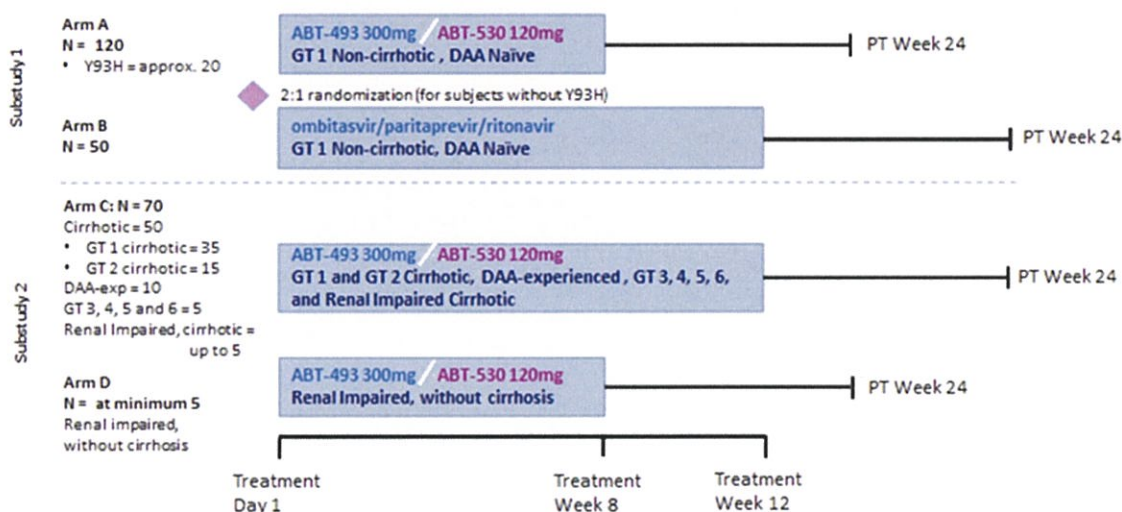 Substudy 1
Arm A
N = 120
• Y93H = approx. 20
ABT-493 300mg / ABT-530 120mg
GT 1 Non-cirrhotic , DAA Naïve
PT Week 24
2:1 randomization (for subjects without Y93H)
Arm B
N = 50
ombitasvir/paritaprevir/ritonavir
GT 1 Non-cirrhotic, DAA Naïve
PT Week 24
Substudy 2
Arm C: N = 70
Cirrhotic = 50
• GT 1 cirrhotic = 35
• GT 2 cirrhotic = 15
DAA-exp = 10
GT 3, 4, 5 and 6 = 5
Renal Impaired, cirrhotic =
up to 5
ABT-493 300mg / ABT-530 120mg
GT 1 and GT 2 Cirrhotic, DAA-experienced , GT 3, 4, 5, 6,
and Renal Impaired Cirrhotic
PT Week 24
Arm D
N = at minimum 5
Renal impaired,
without cirrhosis
ABT-493 300mg / ABT-530 120mg
Renal Impaired, without cirrhosis
PT Week 24
Treatment
Day 1
Treatment
Week 8
Treatment
Week 12